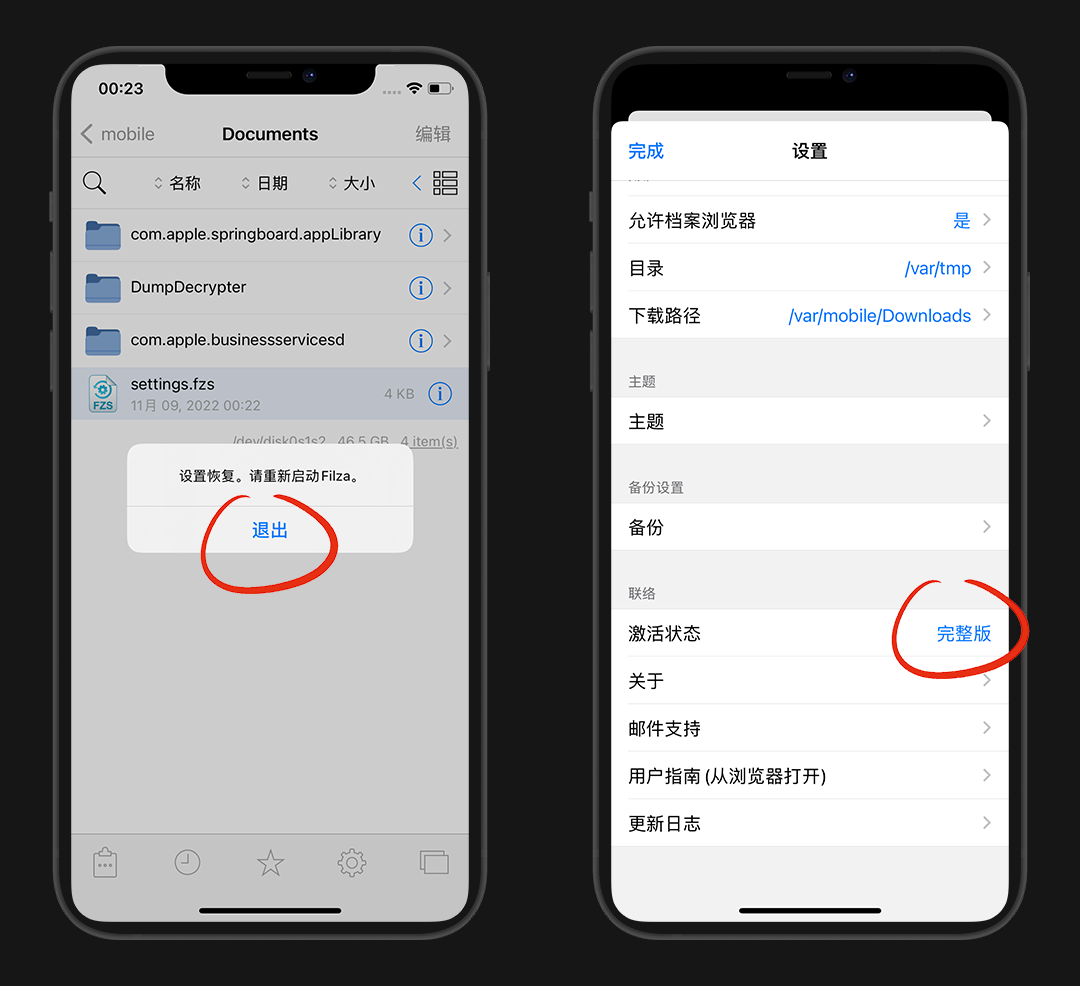 00:23
mobile
Documents
编辑
名称
日期
大小
com.apple.springboard.appLibrary
DumpDecrypter
com.apple.businessservicesd
settings.fzs
11月 09, 2022 00:22
4 KB
FZS
/dev/disk0s1s2 46.5 GB 4 item(s)
设置恢复。请重新启动Filza。
退出
完成
设置
允许档案浏览器
是
目录
/var/tmp
下载路径
/var/mobile/Downloads
主题
主题
备份设置
备份
联络
激活状态
完整版
关于
邮件支持
用户指南 (从浏览器打开)
更新日志